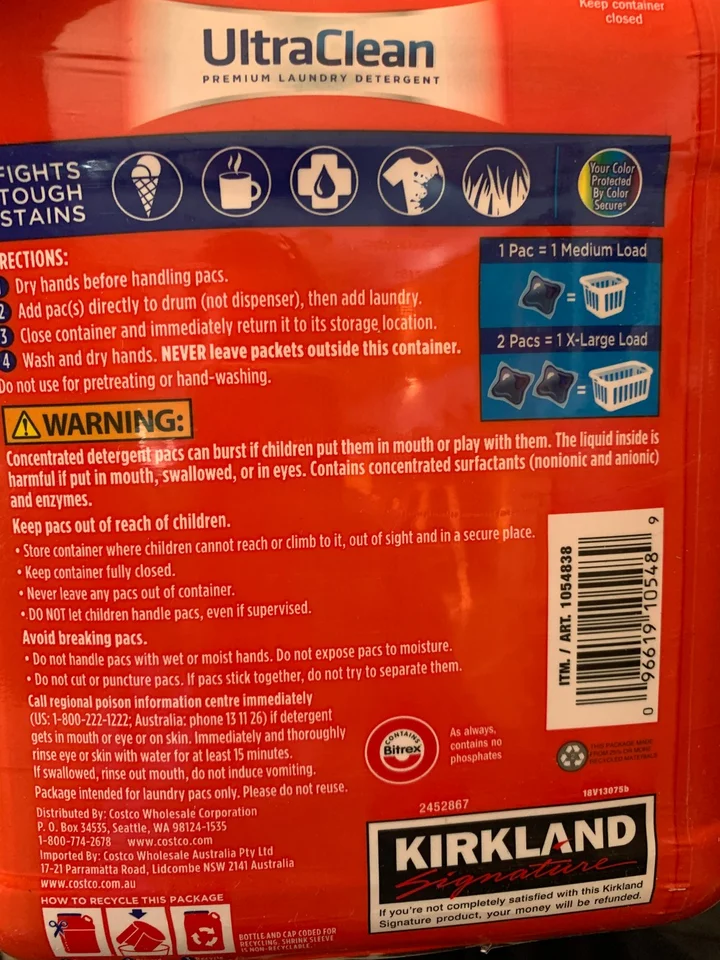 Keep container
closed
UltraClean
PREMIUM LAUNDRY DETERGENT
FIGHTS
TOUGH
STAINS
Your Color
Protected
By Color
Secure®
RECTIONS:
Dry hands before handling pacs.
2 Add pac(s) directly to drum (not dispenser), then add laundry.
3 Close container and immediately return it to its storage location.
4 Wash and dry hands. NEVER leave packets outside this container.
Do not use for pretreating or hand-washing.
1 Pac = 1 Medium Load
=
2 Pacs = 1 X-Large Load
=
WARNING:
Concentrated detergent pacs can burst if children put them in mouth or play with them. The liquid inside is
harmful if put in mouth, swallowed, or in eyes. Contains concentrated surfactants (nonionic and anionic)
and enzymes.
Keep pacs out of reach of children.
• Store container where children cannot reach or climb to it, out of sight and in a secure place.
• Keep container fully closed.
• Never leave any pacs out of container.
• DO NOT let children handle pacs, even if supervised.
Avoid breaking pacs.
• Do not handle pacs with wet or moist hands. Do not expose pacs to moisture.
• Do not cut or puncture pacs. If pacs stick together, do not try to separate them.
Call regional poison information centre immediately
(US: 1-800-222-1222; Australia: phone 13 11 26) if detergent
gets in mouth or eye or on skin. Immediately and thoroughly
rinse eye or skin with water for at least 15 minutes.
If swallowed, rinse out mouth, do not induce vomiting.
Package intended for laundry pacs only. Please do not reuse.
Distributed By: Costco Wholesale Corporation
P. O. Box 34535, Seattle, WA 98124-1535
1-800-774-2678 www.costco.com
Imported By: Costco Wholesale Australia Pty Ltd
17-21 Parramatta Road, Lidcombe NSW 2141 Australia
www.costco.com.au
HOW TO RECYCLE THIS PACKAGE
BOTTLE AND CAP CODED FOR
RECYCLING. SHRINK SLEEVE
IS NON-RECYCLABLE.
CONTAINS
Bitrex
As always,
contains no
phosphates
ITM. / ART. 1054838
0 96619 10548 9
THIS PACKAGE MADE
FROM 25% OR MORE
RECYCLED MATERIALS
18V13075b
2452867
KIRKLAND
Signature
If you're not completely satisfied with this Kirkland
Signature product, your money will be refunded.